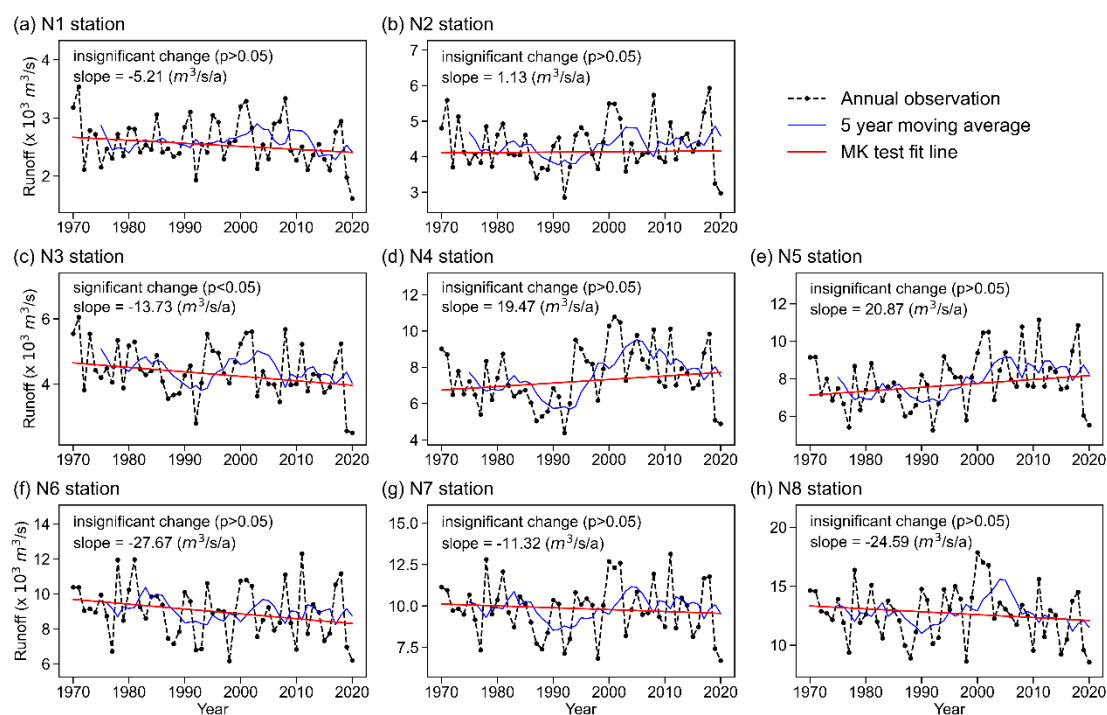 (a) N1 station
insignificant change (p>0.05)
slope = -5.21 (m³/s/a)
4
3
2
Runoff (x 10³ m³/s)
1970 1980 1990 2000 2010 2020
(b) N2 station
insignificant change (p>0.05)
slope = 1.13 (m³/s/a)
7
6
5
4
3
1970 1980 1990 2000 2010 2020
Annual observation
5 year moving average
MK test fit line
(c) N3 station
significant change (p<0.05)
slope = -13.73 (m³/s/a)
6
4
Runoff (x 10³ m³/s)
1970 1980 1990 2000 2010 2020
(d) N4 station
insignificant change (p>0.05)
slope = 19.47 (m³/s/a)
12
10
8
6
4
1970 1980 1990 2000 2010 2020
(e) N5 station
insignificant change (p>0.05)
slope = 20.87 (m³/s/a)
12
10
8
6
1970 1980 1990 2000 2010 2020
(f) N6 station
insignificant change (p>0.05)
slope = -27.67 (m³/s/a)
14
12
10
8
6
Runoff (x 10³ m³/s)
1970 1980 1990 2000 2010 2020
Year
(g) N7 station
insignificant change (p>0.05)
slope = -11.32 (m³/s/a)
15.0
12.5
10.0
7.5
1970 1980 1990 2000 2010 2020
Year
(h) N8 station
insignificant change (p>0.05)
slope = -24.59 (m³/s/a)
20
15
10
1970 1980 1990 2000 2010 2020
Year